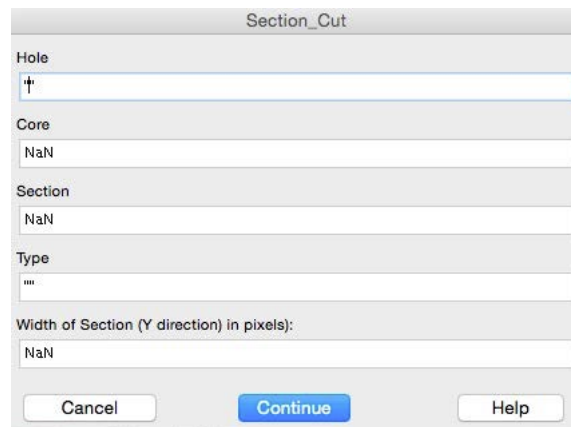 Section_Cut
Hole
""
Core
NaN
Section
NaN
Type
""
Width of Section (Y direction) in pixels):
NaN
Cancel Continue Help